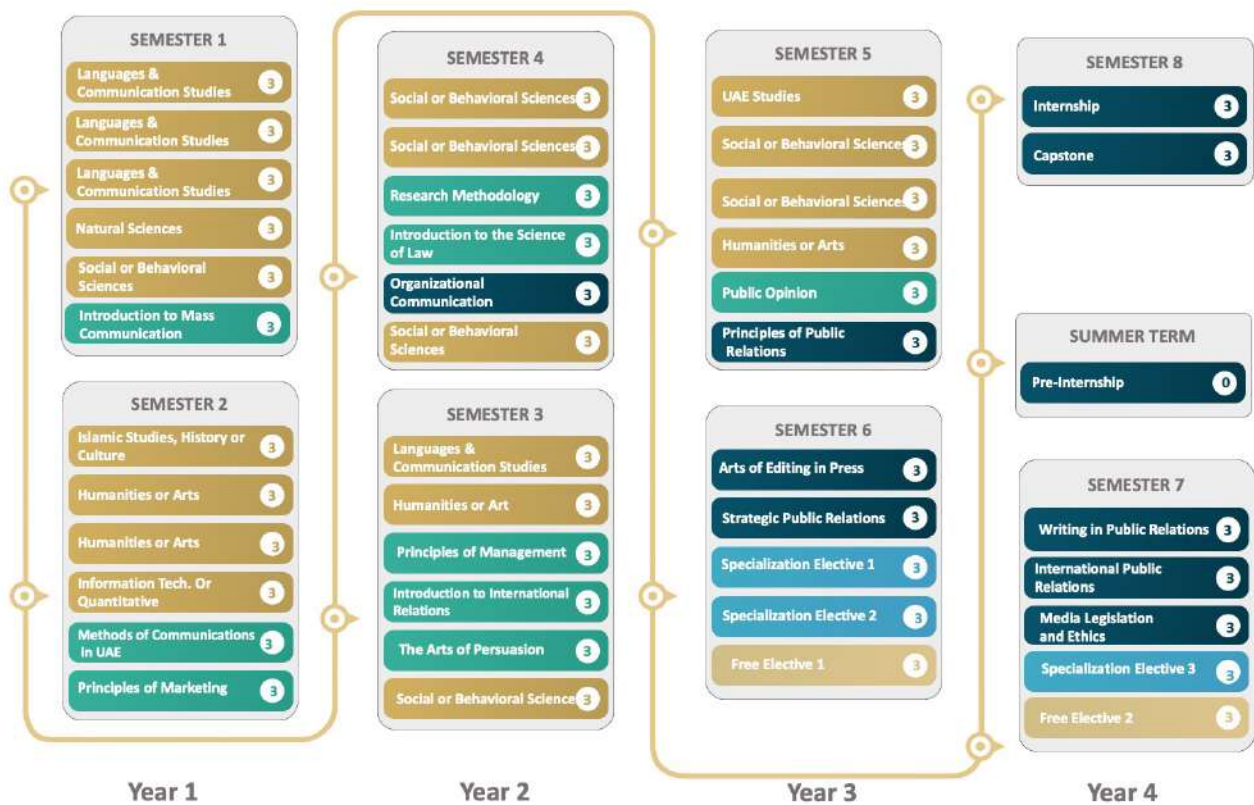 SEMESTER 1
Languages &
Communication Studies 3
Languages &
Communication Studies 3
Languages &
Communication Studies 3
Natural Sciences 3
Social or Behavioral
Sciences 3
Introduction to Mass
Communication 3
SEMESTER 2
Islamic Studies, History or
Culture 3
Humanities or Arts 3
Humanities or Arts 3
Information Tech. Or
Quantitative 3
Methods of Communications
in UAE 3
Principles of Marketing 3
Year 1
SEMESTER 4
Social or Behavioral Sciences 3
Social or Behavioral Sciences 3
Research Methodology 3
Introduction to the Science
of Law 3
Organizational
Communication 3
Social or Behavioral
Sciences 3
SEMESTER 3
Languages &
Communication Studies 3
Humanities or Art 3
Principles of Management 3
Introduction to International
Relations 3
The Arts of Persuasion 3
Social or Behavioral Science 3
Year 2
SEMESTER 5
UAE Studies 3
Social or Behavioral Sciences 3
Social or Behavioral Sciences 3
Humanities or Arts 3
Public Opinion 3
Principles of Public
Relations 3
SEMESTER 6
Arts of Editing in Press 3
Strategic Public Relations 3
Specialization Elective 1 3
Specialization Elective 2 3
Free Elective 1 3
Year 3
SEMESTER 8
Internship 3
Capstone 3
SUMMER TERM
Pre-Internship 0
SEMESTER 7
Writing in Public Relations 3
International Public
Relations 3
Media Legislation
and Ethics 3
Specialization Elective 3 3
Free Elective 2 3
Year 4